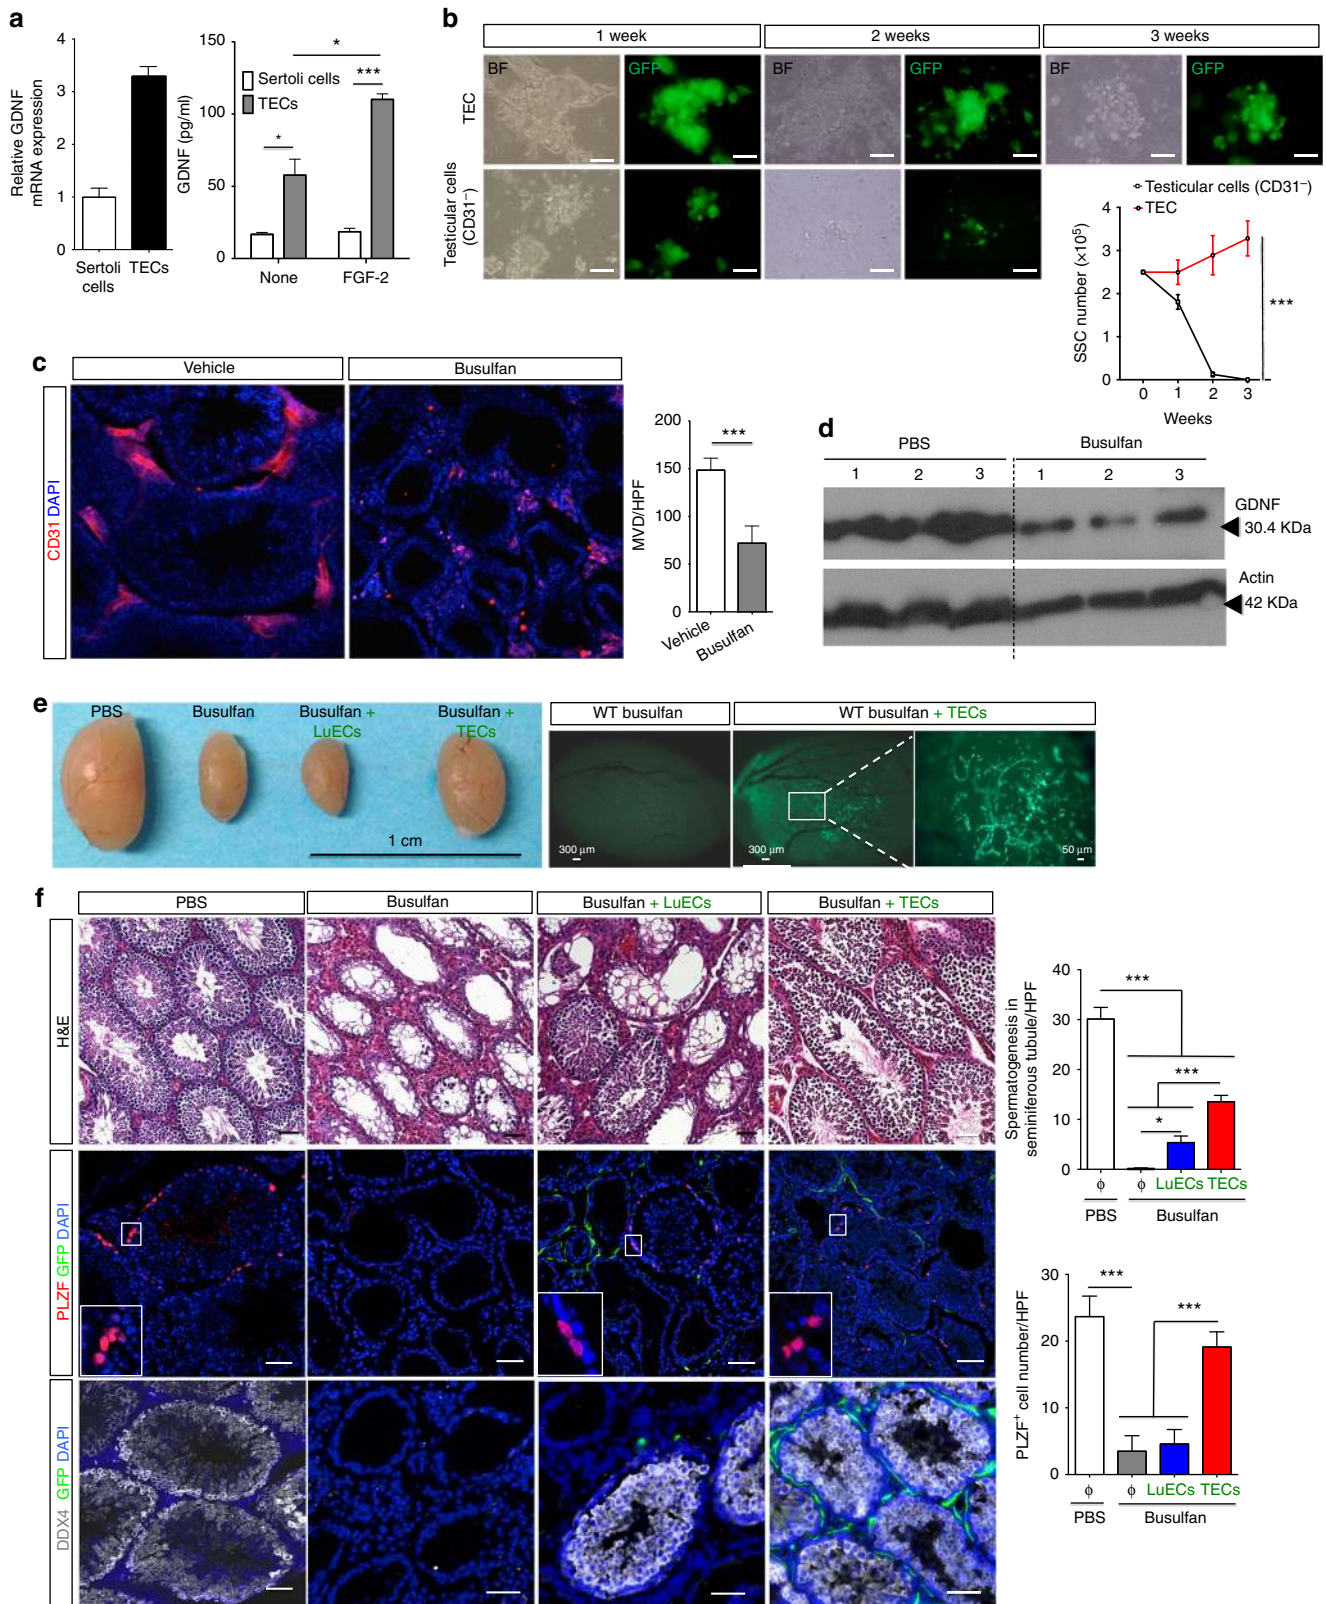 a
Relative GDNF
mRNA expression
4
3
2
1
0
Sertoli
cells
TECs
GDNF (pg/ml)
150
100
50
0
Sertoli cells
TECs
*
*
***
None
FGF-2
b
1 week
2 weeks
3 weeks
TEC
BF
GFP
BF
GFP
BF
GFP
Testicular cells
(CD31⁻)
Testicular cells (CD31⁻)
TEC
SSC number (×10⁵)
4
3
2
1
0
***
0 1 2 3
Weeks
c
Vehicle
Busulfan
CD31 DAPI
MVD/HPF
200
150
100
50
0
***
Vehicle
Busulfan
d
PBS
Busulfan
1 2 3 1 2 3
GDNF
30.4 KDa
Actin
42 KDa
e
PBS
Busulfan
Busulfan +
LuECs
Busulfan +
TECs
1 cm
WT busulfan
WT busulfan + TECs
300 µm
300 µm
50 µm
f
PBS
Busulfan
Busulfan + LuECs
Busulfan + TECs
H&E
PLZF GFP DAPI
DDX4 GFP DAPI
Spermatogenesis in
seminiferous tubule/HPF
40
30
20
10
0
***
***
*
ϕ ϕ LuECs TECs
PBS
Busulfan
PLZF⁺ cell number/HPF
30
20
10
0
***
***
ϕ ϕ LuECs TECs
PBS
Busulfan